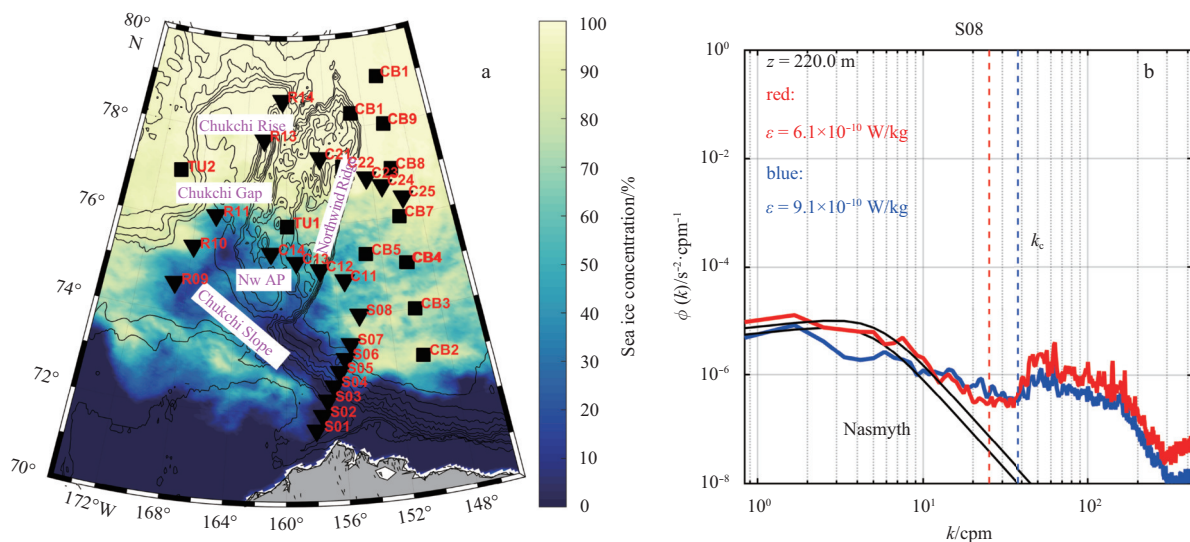 80°
N
78°
76°
74°
72°
70°
172°W
168°
164°
160°
156°
152°
148°
a
CB1
R14
CB1
CB9
Chukchi Rise
R13
C21
C22
CB8
TU2
C23
C24
C25
Chukchi Gap
Northwind Ridge
CB7
R11
TU1
R10
C14
C13
C12
CB5
CB4
C11
Nw AP
R09
CB3
S08
Chukchi Slope
S07
S06
CB2
S05
S04
S03
S02
S01
100
90
80
70
60
50
40
30
20
10
0
Sea ice concentration/%
S08
b
z = 220.0 m
red:
ε = 6.1×10⁻¹⁰ W/kg
blue:
ε = 9.1×10⁻¹⁰ W/kg
k꜀
Nasmyth
10⁰
10⁻²
10⁻⁴
10⁻⁶
10⁻⁸
ϕ (k)/s⁻²·cpm⁻¹
10⁰
10¹
10²
k/cpm